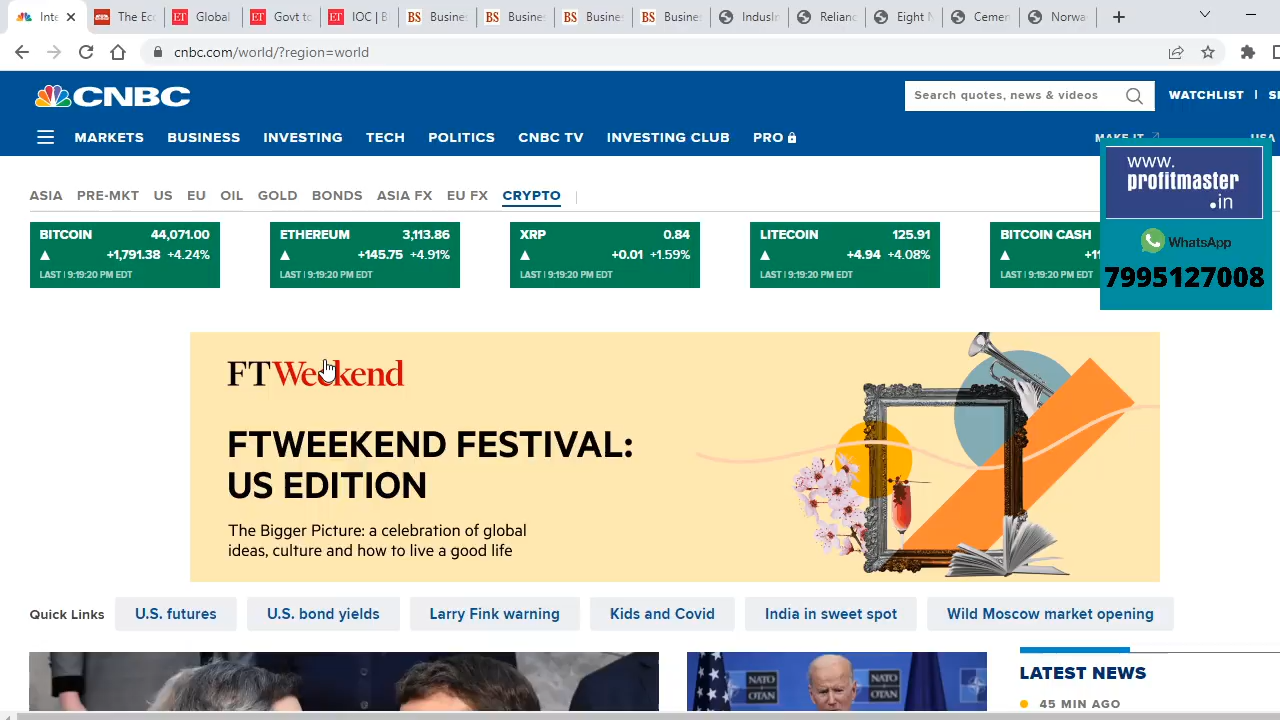 Inte
The Ec
Global
Govt to
IOC | B
Busine
Busine
Busine
Busine
IndusIn
Relianc
Eight N
Cemen
Norwa
cnbc.com/world/?region=world
CNBC
Search quotes, news & videos
WATCHLIST
MARKETS BUSINESS INVESTING TECH POLITICS CNBC TV INVESTING CLUB PRO
MAKE IT
USA
www.
profitmaster
.in
WhatsApp
7995127008
ASIA PRE-MKT US EU OIL GOLD BONDS ASIA FX EU FX CRYPTO
BITCOIN 44,071.00
+1,791.38 +4.24%
LAST | 9:19:20 PM EDT
ETHEREUM 3,113.86
+145.75 +4.91%
LAST | 9:19:20 PM EDT
XRP 0.84
+0.01 +1.59%
LAST | 9:19:20 PM EDT
LITECOIN 125.91
+4.94 +4.08%
LAST | 9:19:20 PM EDT
BITCOIN CASH
LAST | 9:19:20 PM EDT
FTWeekend
FTWEEKEND FESTIVAL:
US EDITION
The Bigger Picture: a celebration of global
ideas, culture and how to live a good life
Quick Links U.S. futures U.S. bond yields Larry Fink warning Kids and Covid India in sweet spot Wild Moscow market opening
NATO
OTAN
NATO
OTAN
LATEST NEWS
45 MIN AGO